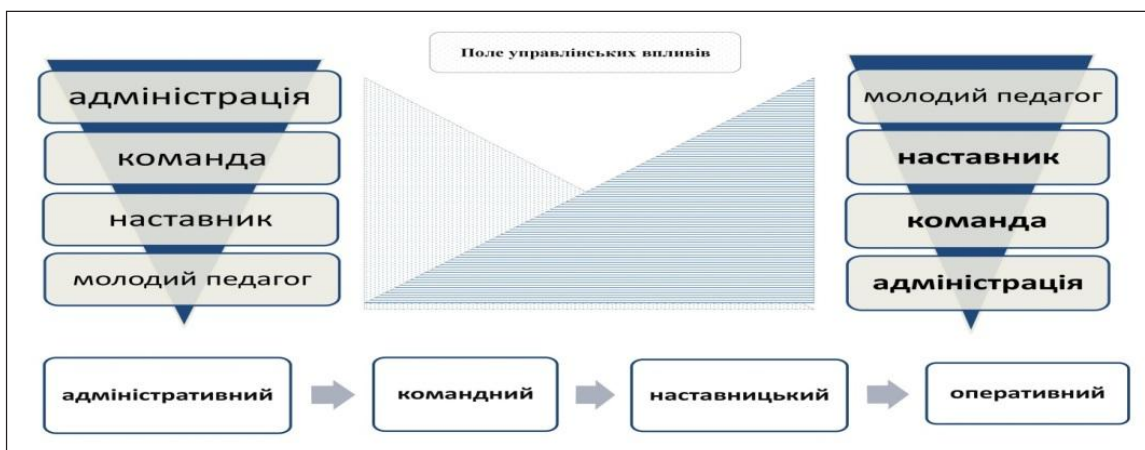 Поле управлінських впливів
адміністрація
команда
наставник
молодий педагог
молодий педагог
наставник
команда
адміністрація
адміністративний
командний
наставницький
оперативний